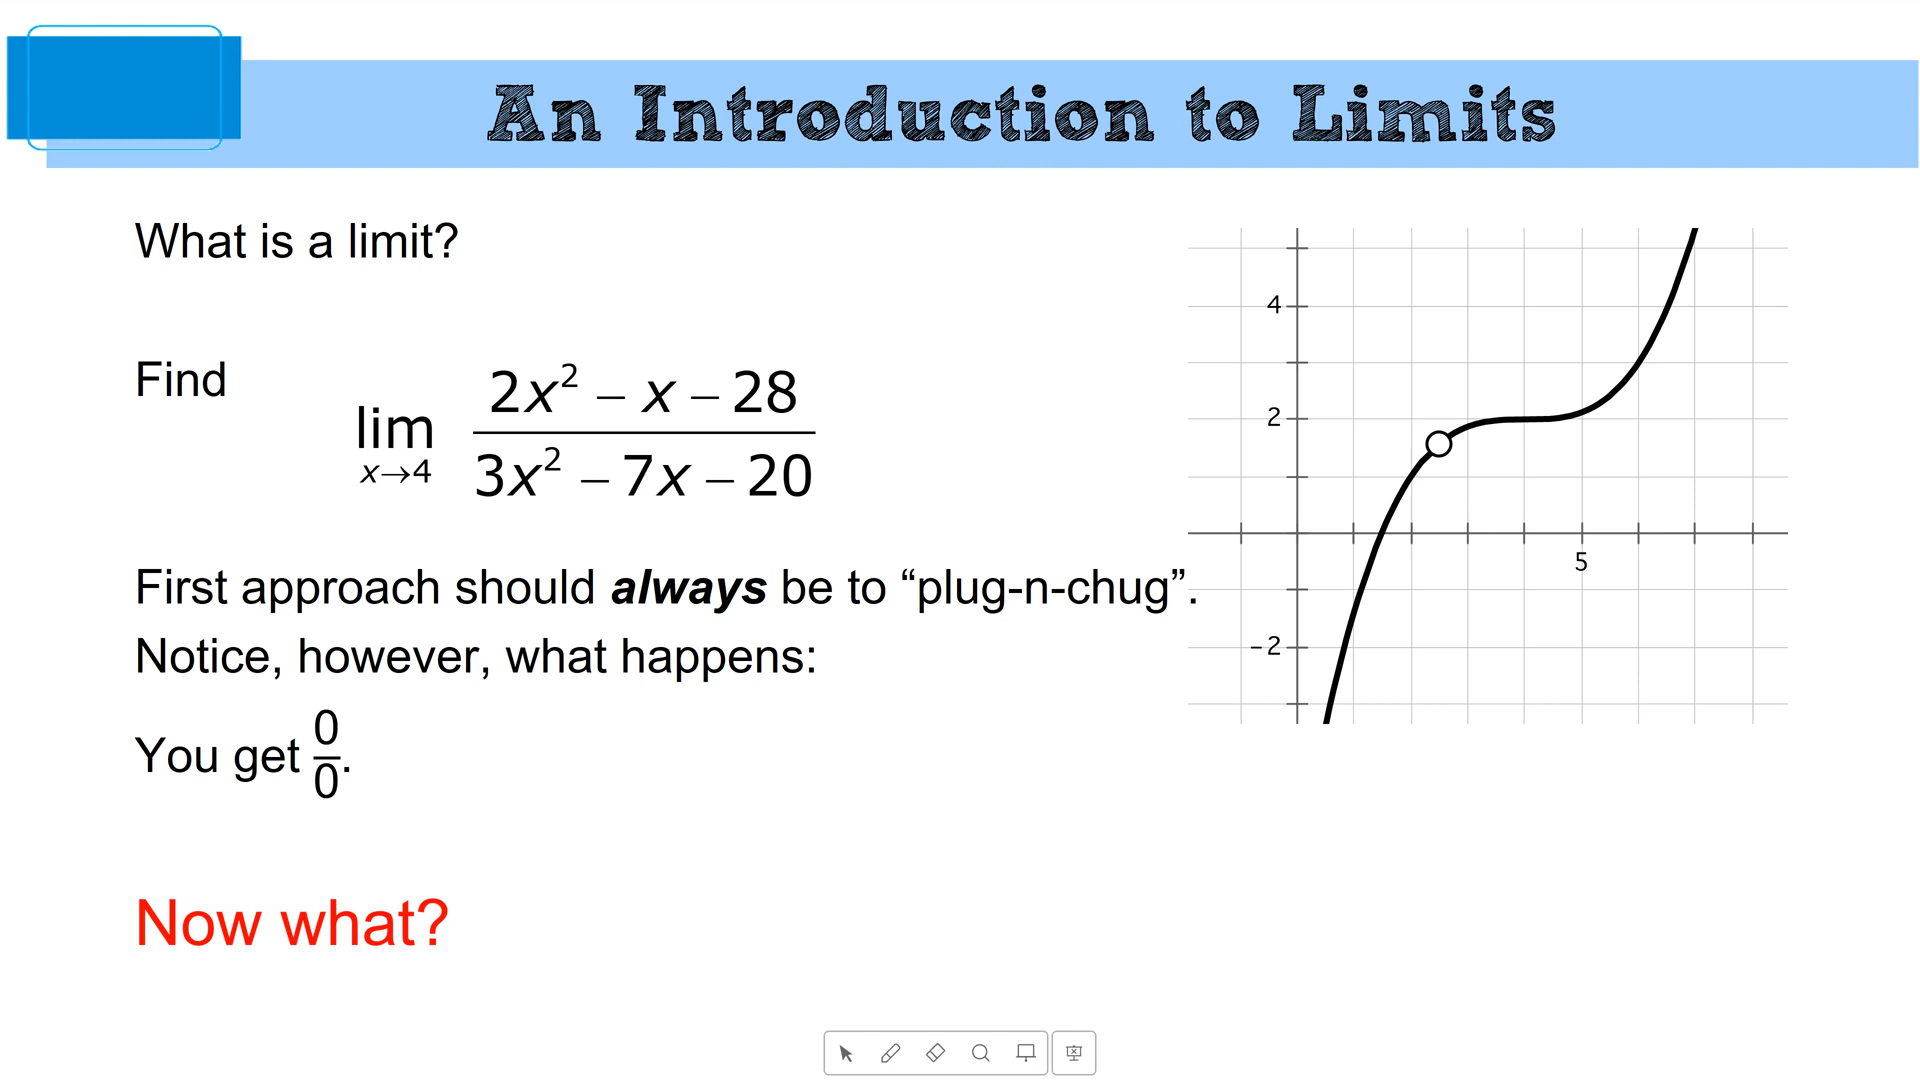 An Introduction to Limits
What is a limit?
Find
lim x→4 (2x² – x – 28)/(3x² – 7x – 20)
First approach should always be to “plug-n-chug”.
Notice, however, what happens:
You get 0/0.
Now what?
4
2
5
-2